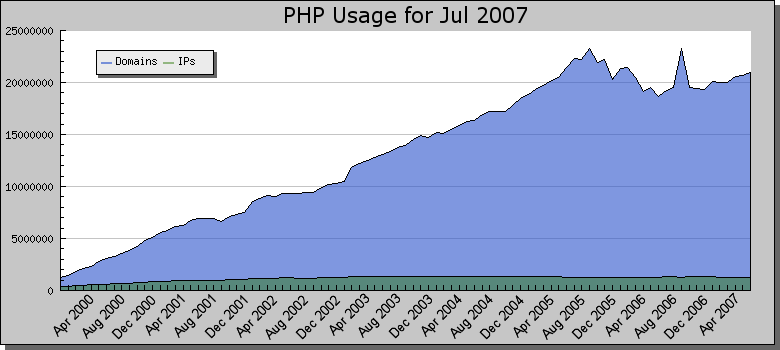 PHP Usage for Jul 2007
25000000
Domains IPs
20000000
15000000
10000000
5000000
0
Apr 2000 Aug 2000 Dec 2000 Apr 2001 Aug 2001 Dec 2001 Apr 2002 Aug 2002 Dec 2002 Apr 2003 Aug 2003 Dec 2003 Apr 2004 Aug 2004 Dec 2004 Apr 2005 Aug 2005 Dec 2005 Apr 2006 Aug 2006 Dec 2006 Apr 2007